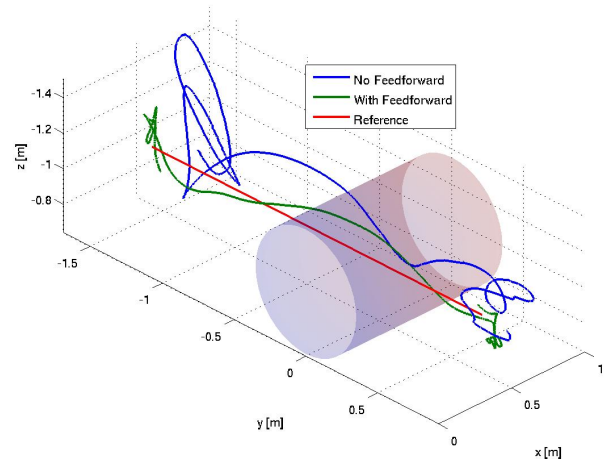 No Feedforward
With Feedforward
Reference
-1.4
-1.2
-1
-0.8
z [m]
-1.5
-1
-0.5
0
0.5
y [m]
0
0.5
1
x [m]